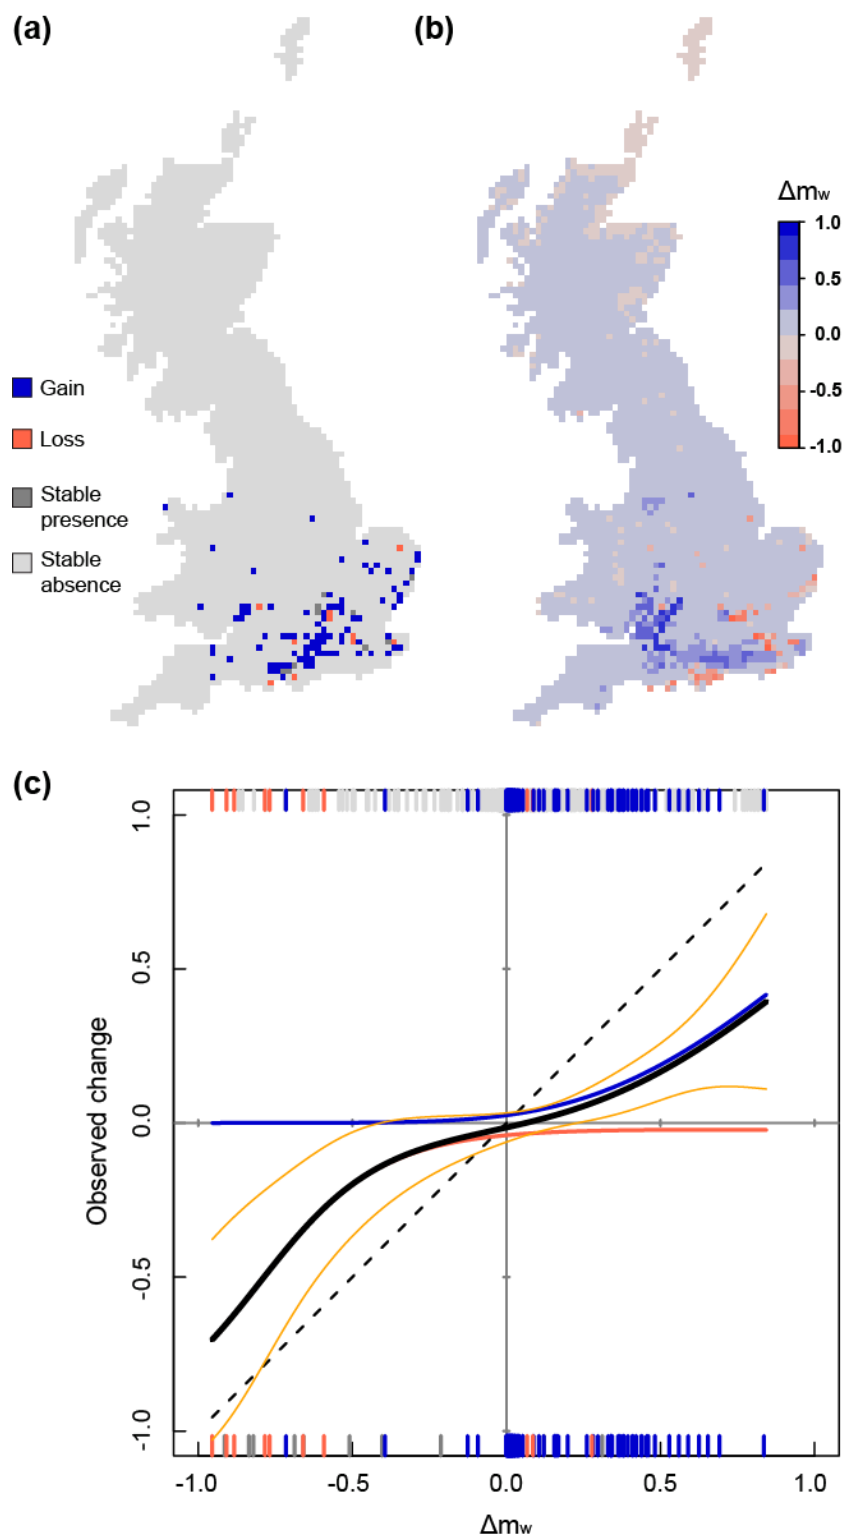 (a)
(b)
Δmw
1.0
0.5
0.0
-0.5
-1.0
Gain
Loss
Stable
presence
Stable
absence
(c)
1.0
0.5
0.0
-0.5
-1.0
Observed change
-1.0 -0.5 0.0 0.5 1.0
Δmw